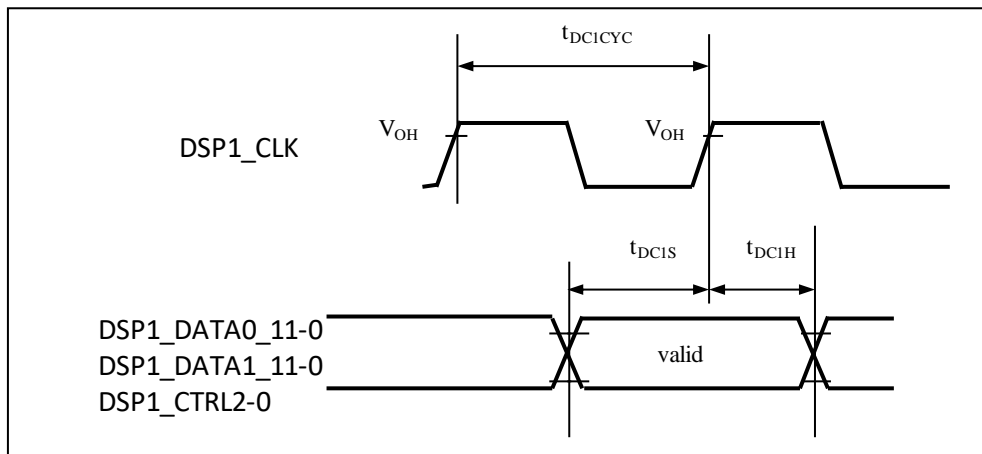 tDC1CYC
VOH VOH
DSP1_CLK
tDC1S tDC1H
DSP1_DATA0_11-0
DSP1_DATA1_11-0
DSP1_CTRL2-0
valid